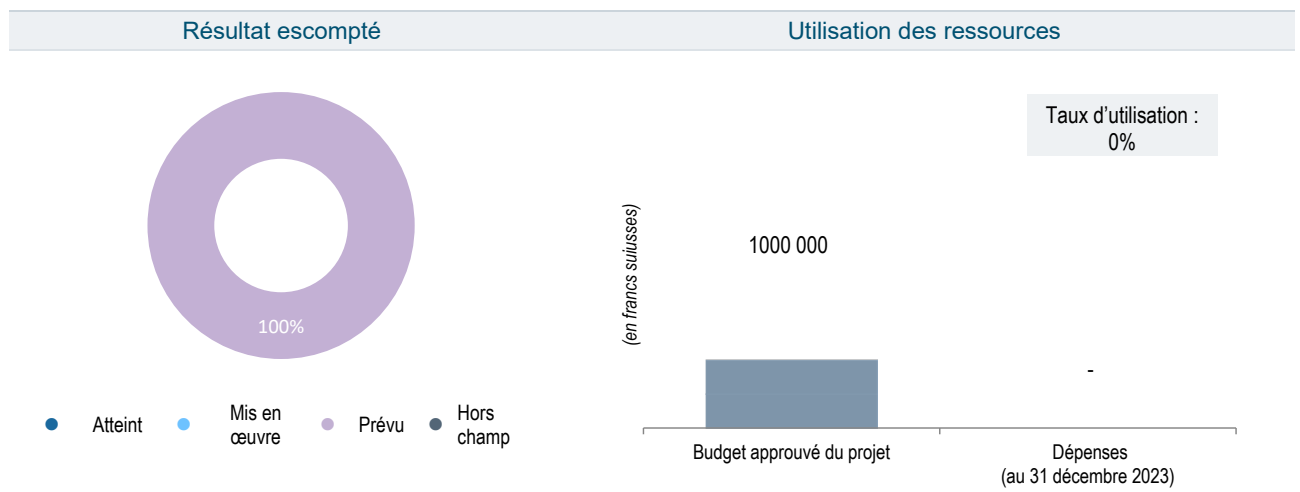 Résultat escompté
Utilisation des ressources
100%
Atteint
Mis en
œuvre
Prévu
Hors
champ
Taux d’utilisation :
0%
(en francs suiusses)
1000 000
-
Budget approuvé du projet
Dépenses
(au 31 décembre 2023)